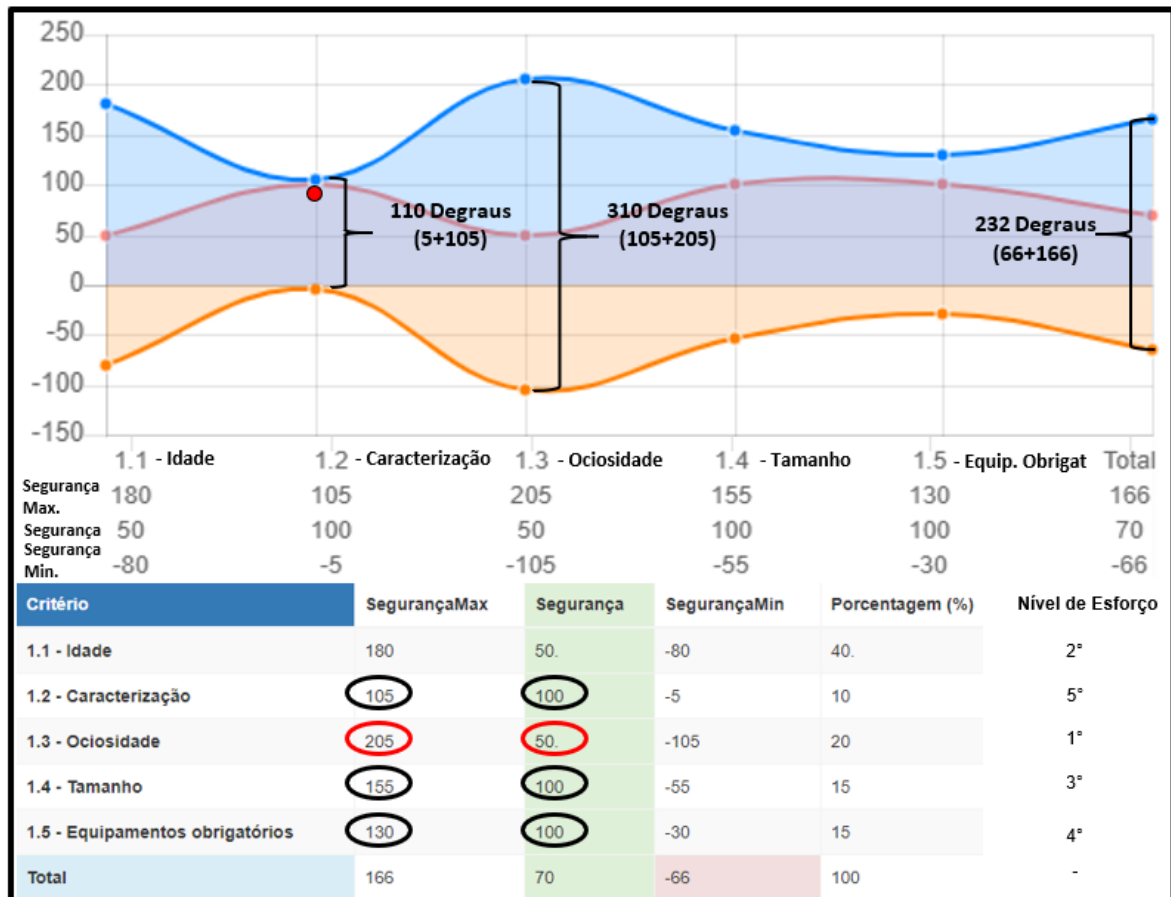 250
200
150
100
50
0
-50
-100
-150
110 Degraus
(5+105)
310 Degraus
(105+205)
232 Degraus
(66+166)
1.1 - Idade 1.2 - Caracterização 1.3 - Ociosidade 1.4 - Tamanho 1.5 - Equip. Obrigat Total
Segurança
Max. 180 105 205 155 130 166
Segurança 50 100 50 100 100 70
Segurança
Min. -80 -5 -105 -55 -30 -66
Critério SegurançaMax Segurança SegurançaMin Porcentagem (%) Nível de Esforço
1.1 - Idade 180 50. -80 40. 2°
1.2 - Caracterização 105 100 -5 10 5°
1.3 - Ociosidade 205 50. -105 20 1°
1.4 - Tamanho 155 100 -55 15 3°
1.5 - Equipamentos obrigatórios 130 100 -30 15 4°
Total 166 70 -66 100 -